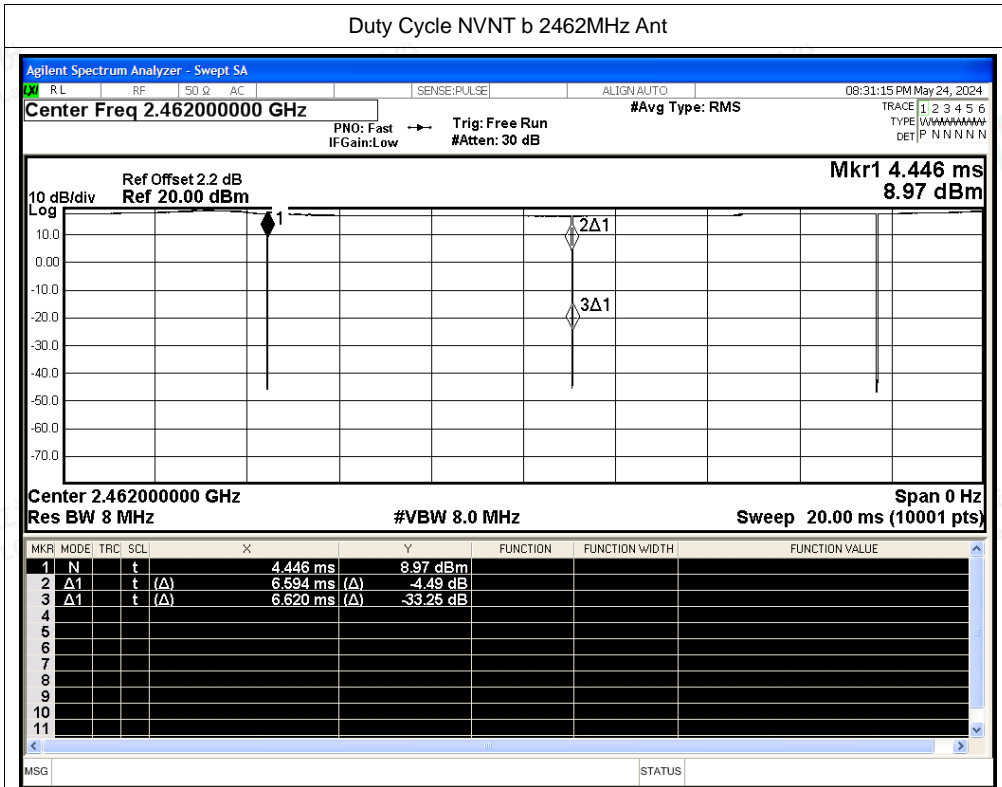 Duty Cycle NVNT b 2462MHz Ant
Agilent Spectrum Analyzer - Swept SA
LXI RL RF 50 Ω AC SENSE:PULSE ALIGN AUTO 08:31:15 PM May 24, 2024
Center Freq 2.462000000 GHz #Avg Type: RMS TRACE 1 2 3 4 5 6
PNO: Fast Trig: Free Run TYPE WWWWWW
IFGain:Low #Atten: 30 dB DET P N N N N N
Mkr1 4.446 ms
Ref Offset 2.2 dB
10 dB/div Ref 20.00 dBm 8.97 dBm
Log
1
2Δ1
10.0
0.00
-10.0
3Δ1
-20.0
-30.0
-40.0
-50.0
-60.0
-70.0
Center 2.462000000 GHz Span 0 Hz
Res BW 8 MHz #VBW 8.0 MHz Sweep 20.00 ms (10001 pts)
MKR MODE TRC SCL X Y FUNCTION FUNCTION WIDTH FUNCTION VALUE
1 N t 4.446 ms 8.97 dBm
2 Δ1 t (Δ) 6.594 ms (Δ) -4.49 dB
3 Δ1 t (Δ) 6.620 ms (Δ) -33.25 dB
4
5
6
7
8
9
10
11
MSG STATUS